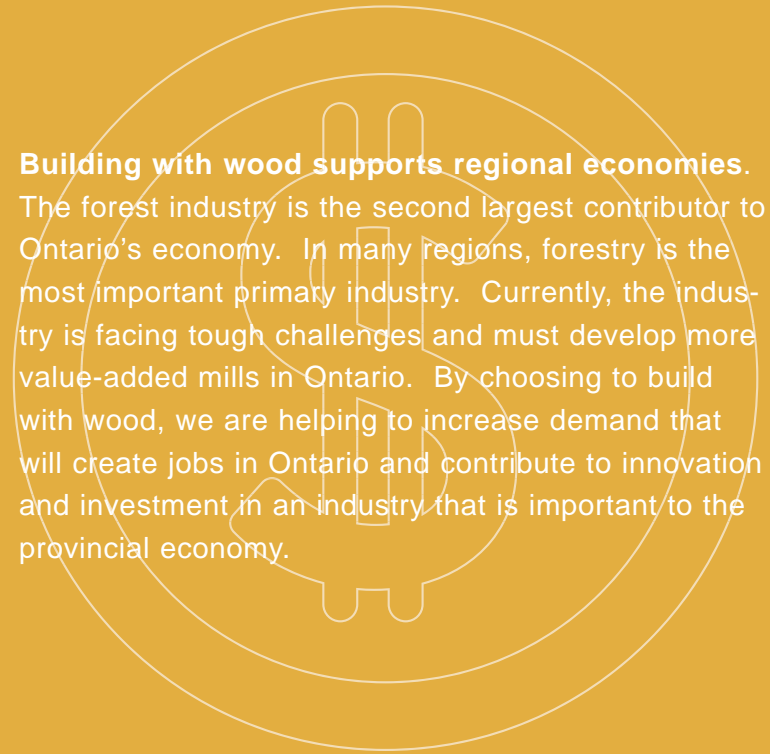 Building with wood supports regional economies.
The forest industry is the second largest contributor to
Ontario’s economy.  In many regions, forestry is the
most important primary industry.  Currently, the indus-
try is facing tough challenges and must develop more
value-added mills in Ontario.  By choosing to build
with wood, we are helping to increase demand that
will create jobs in Ontario and contribute to innovation
and investment in an industry that is important to the
provincial economy.